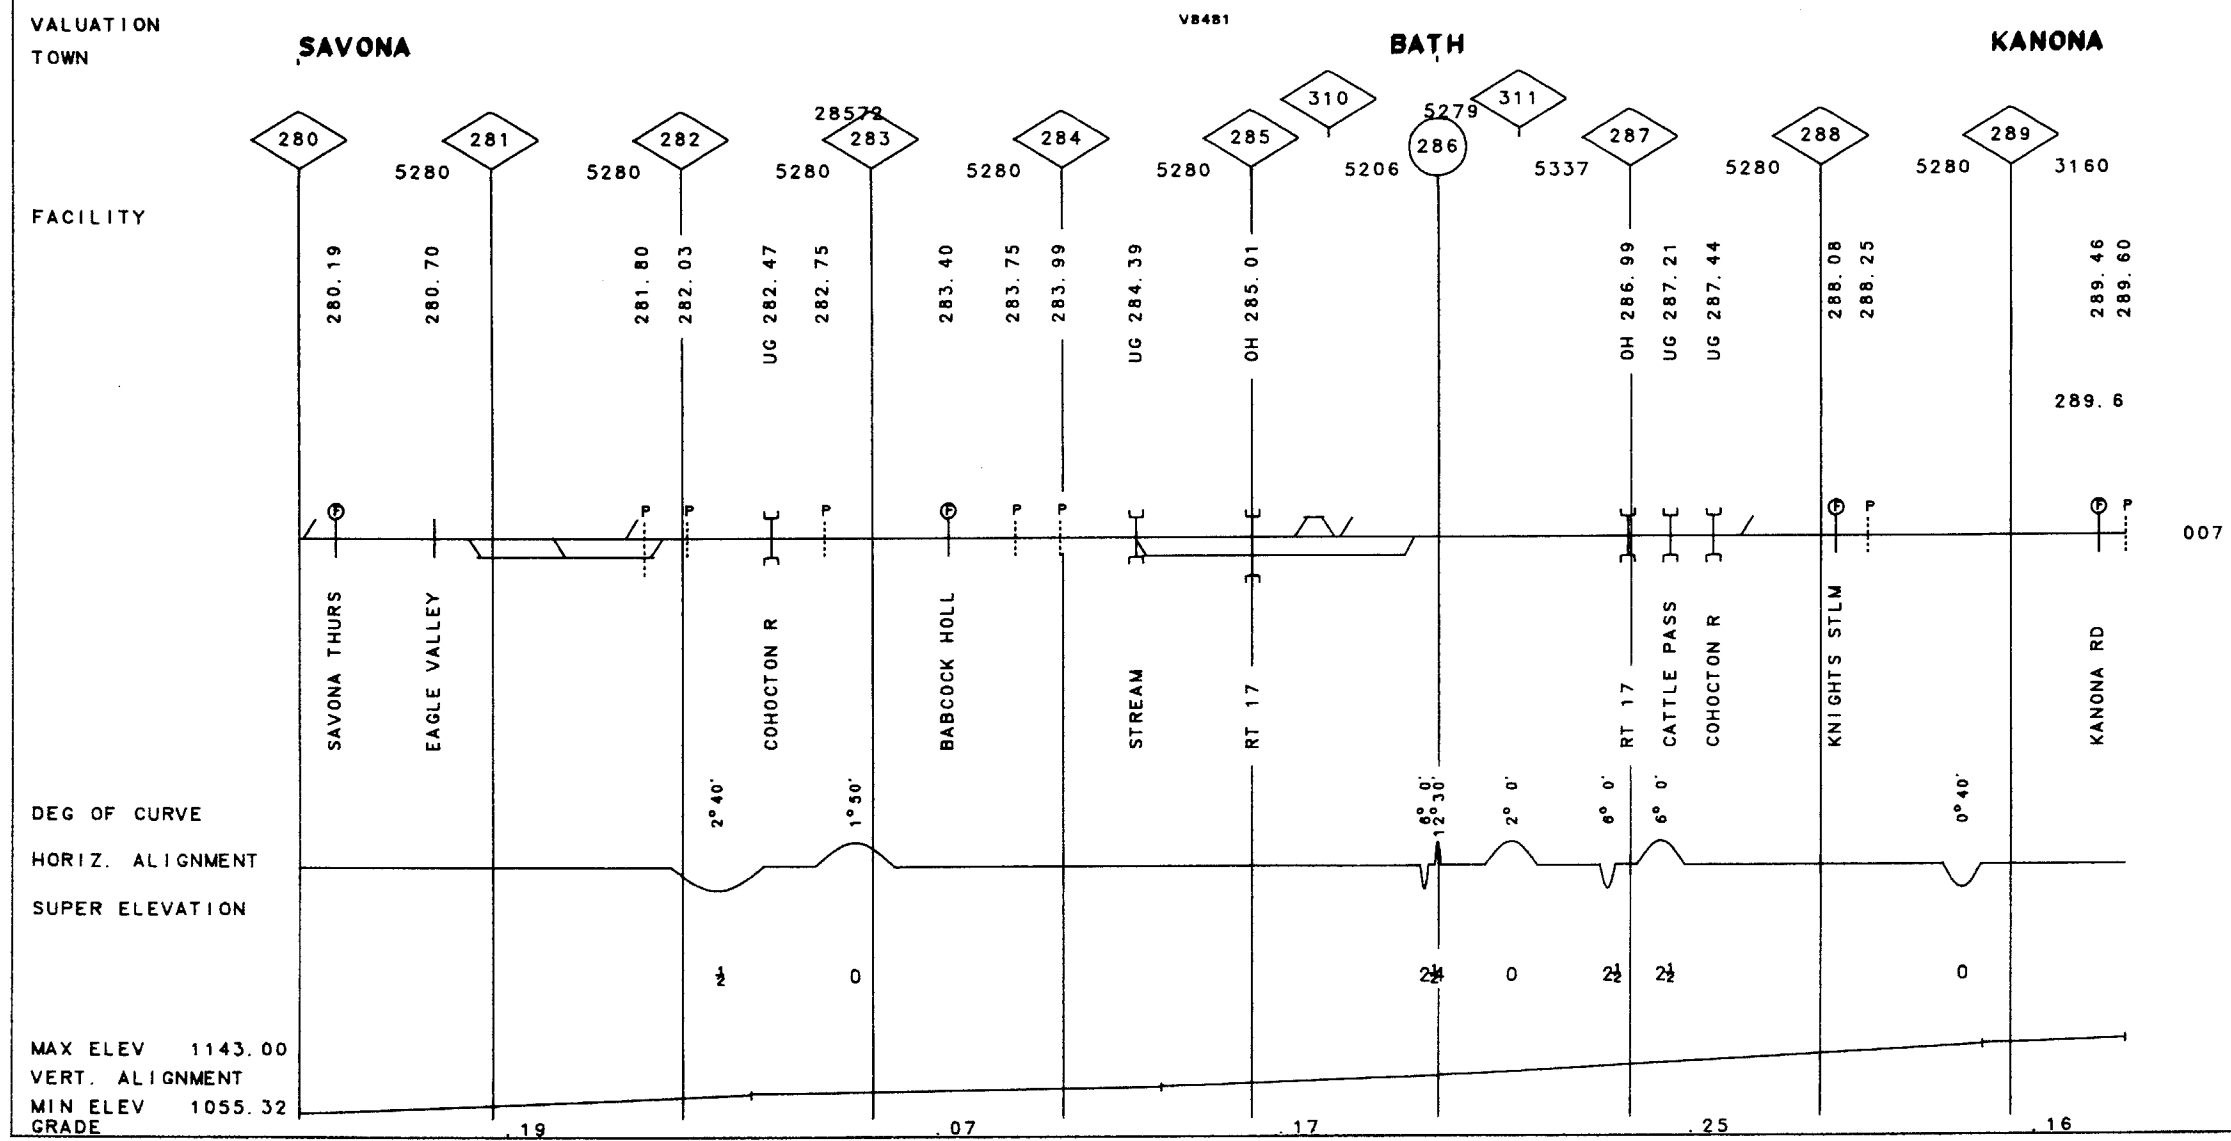 VALUATION
V8481
TOWN
SAVONA
BATH
KANONA
310
5279
311
28572
280
281
282
283
284
285
286
287
288
289
5280
5280
5280
5280
5280
5206
5337
5280
5280
3160
FACILITY
280.19
280.70
281.80
282.03
UG 282.47
282.75
283.40
283.75
283.99
UG 284.39
OH 285.01
OH 286.99
UG 287.21
UG 287.44
288.08
288.25
289.46
289.60
289.6
F
P
P
P
F
P
P
F
P
F
P
007
SAVONA THURS
EAGLE VALLEY
COHOCTON R
BABCOCK HOLL
STREAM
RT 17
RT 17
CATTLE PASS
COHOCTON R
KNIGHTS STLM
KANONA RD
DEG OF CURVE
2°40'
1°50'
6° 0'
12°30'
2° 0'
6° 0'
6° 0'
0°40'
HORIZ. ALIGNMENT
SUPER ELEVATION
½
0
2½
4
0
2½
2½
0
MAX ELEV 1143.00
VERT. ALIGNMENT
MIN ELEV 1055.32
GRADE
.19
.07
.17
.25
.16